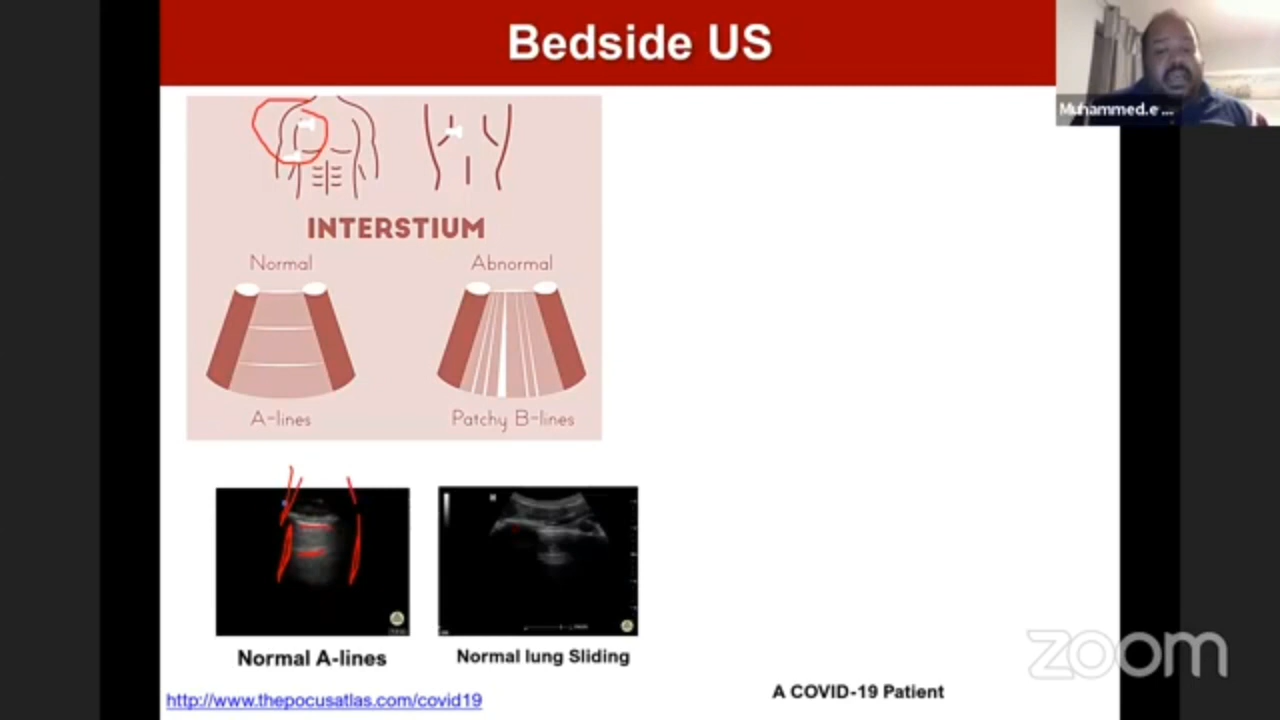 Bedside US
Muhammed.e ...
INTERSTIUM
Normal
Abnormal
A-lines
Patchy B-lines
Normal A-lines
Normal lung Sliding
http://www.thepocusatlas.com/covid19
A COVID-19 Patient
zoom